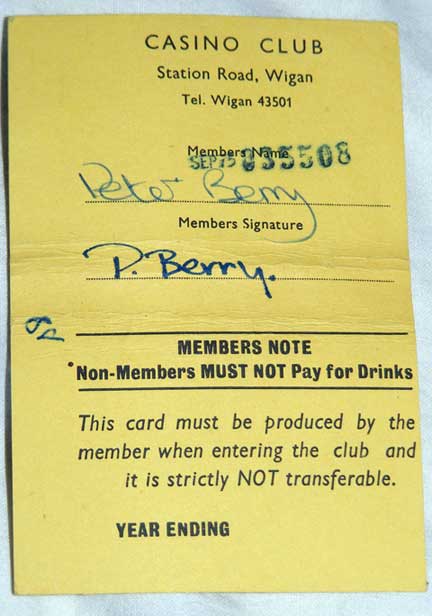 CASINO CLUB
Station Road, Wigan
Tel. Wigan 43501
Members Name
SEP 75 035508
Peter Berry
Members Signature
P. Berry.
MEMBERS NOTE
Non-Members MUST NOT Pay for Drinks
This card must be produced by the
member when entering the club and
it is strictly NOT transferable.
YEAR ENDING